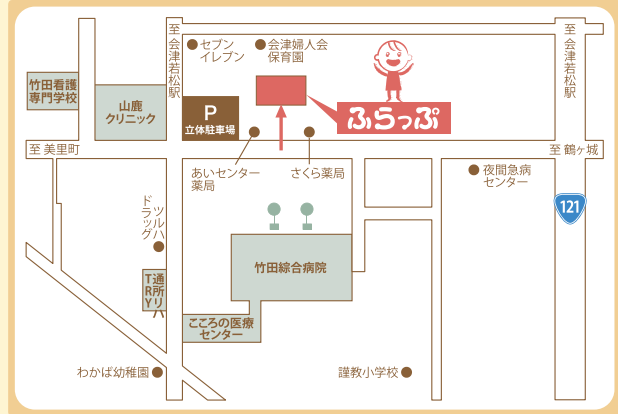 至会津若松駅
セブン
イレブン
会津婦人会
保育園
至会津若松駅
竹田看護
専門学校
山鹿
クリニック
P
立体駐車場
ふらっぷ
至 美里町
至 鶴ヶ城
あいセンター
薬局
さくら薬局
夜間急病
センター
ツルハ
ドラッグ
121
竹田綜合病院
通所リハ
TRY
こころの医療
センター
わかば幼稚園
謹教小学校